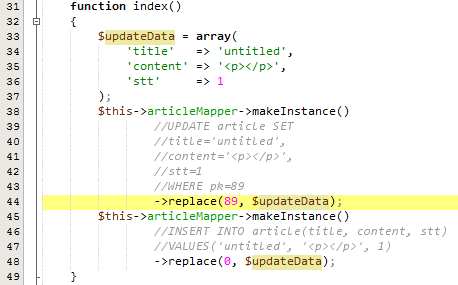 31 function index()
32 {
33 $updateData = array(
34 'title' => 'untitled',
35 'content' => '<p></p>',
36 'stt' => 1
37 );
38 $this->articleMapper->makeInstance()
39 //UPDATE article SET
40 //title='untitled',
41 //content='<p></p>',
42 //stt=1
43 //WHERE pk=89
44 ->replace(89, $updateData);
45 $this->articleMapper->makeInstance()
46 //INSERT INTO article(title, content, stt)
47 //VALUES('untitled', '<p></p>', 1)
48 ->replace(0, $updateData);
49 }